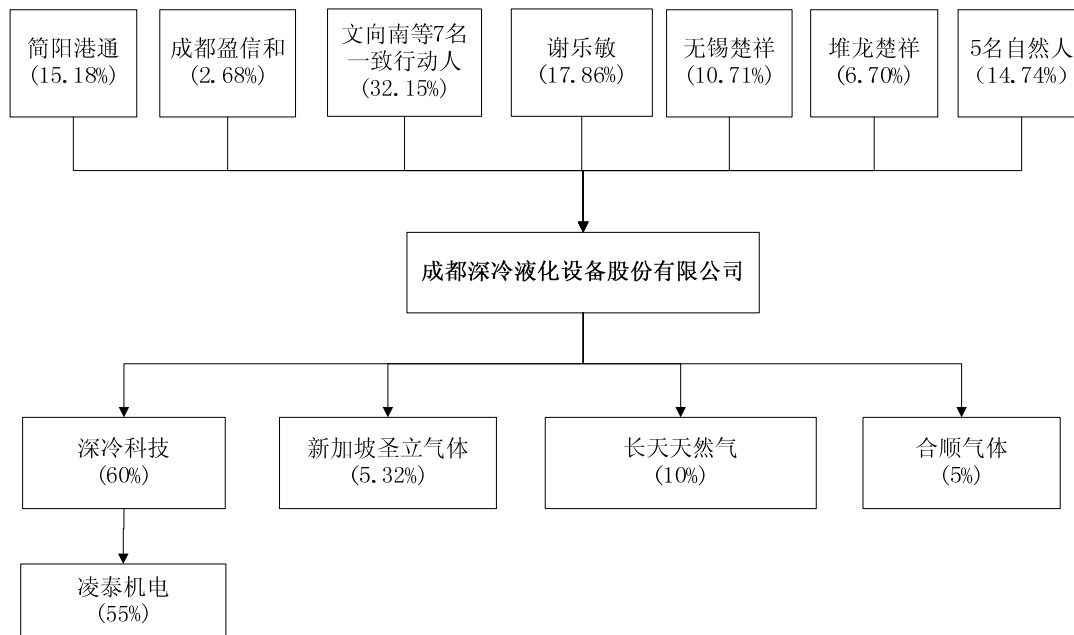 简阳港通
(15.18%)
成都盈信和
(2.68%)
文向南等7名
一致行动人
(32.15%)
谢乐敏
(17.86%)
无锡楚祥
(10.71%)
堆龙楚祥
(6.70%)
5名自然人
(14.74%)
成都深冷液化设备股份有限公司
深冷科技
(60%)
新加坡圣立气体
(5.32%)
长天天然气
(10%)
合顺气体
(5%)
凌泰机电
(55%)